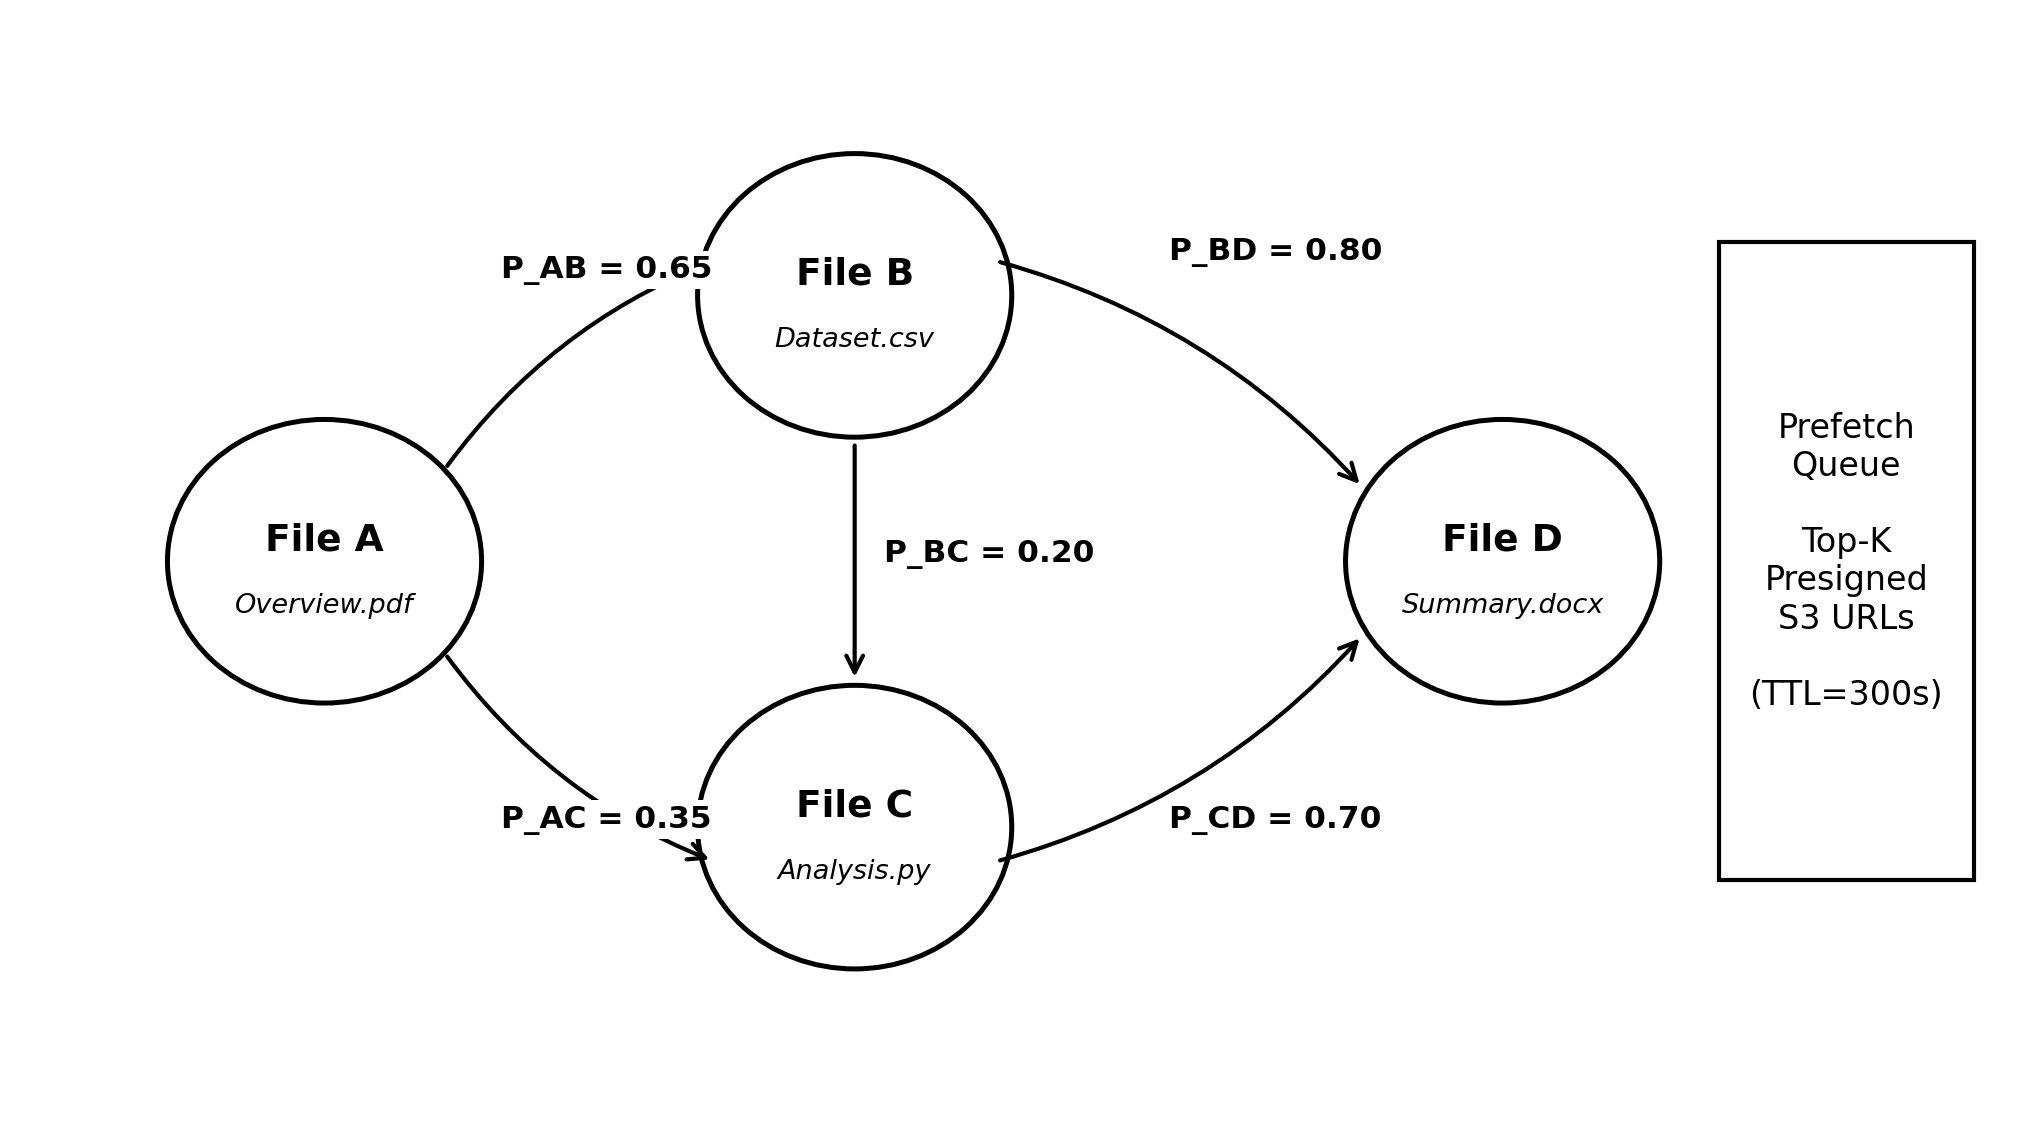 P_AB = 0.65
File B
Dataset.csv
P_BD = 0.80
File A
Overview.pdf
P_BC = 0.20
File D
Summary.docx
P_AC = 0.35
File C
Analysis.py
P_CD = 0.70
Prefetch
Queue
Top-K
Presigned
S3 URLs
(TTL=300s)